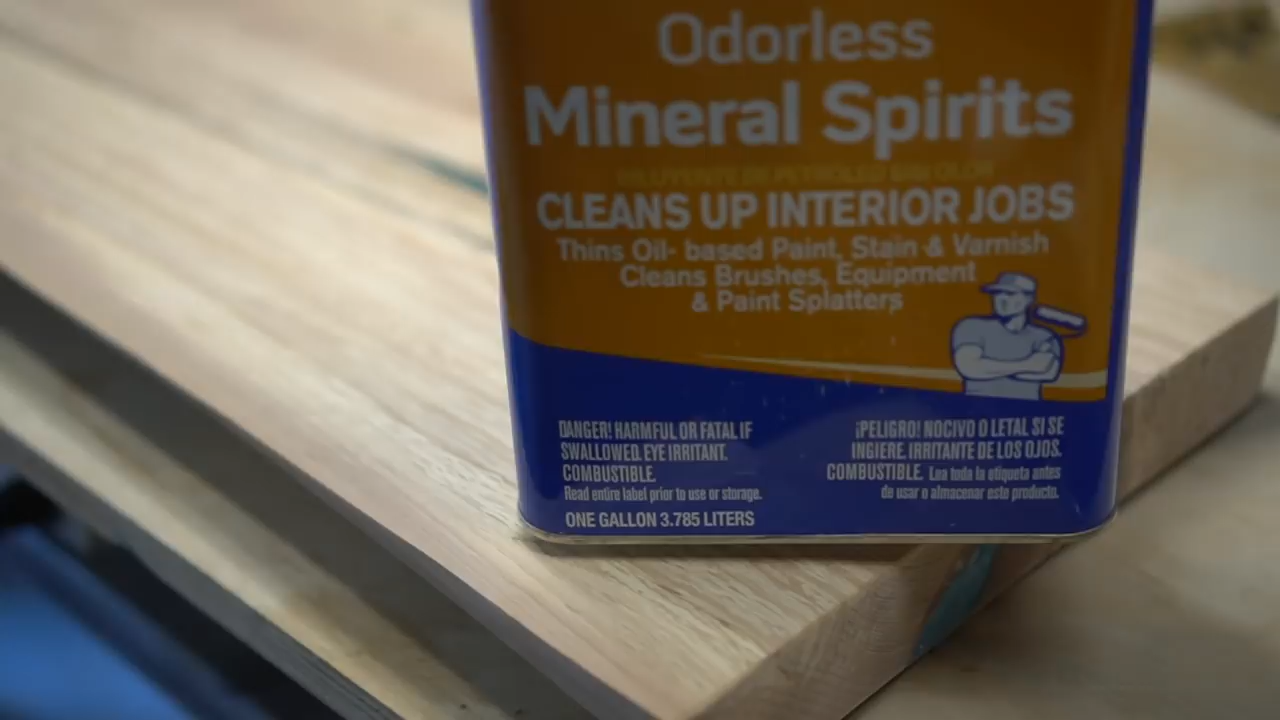 Odorless
Mineral Spirits
CLEANS UP INTERIOR JOBS
Thins Oil- based Paint, Stain & Varnish
Cleans Brushes, Equipment
& Paint Splatters
DANGER! HARMFUL OR FATAL IF
SWALLOWED. EYE IRRITANT.
COMBUSTIBLE.
Read entire label prior to use or storage.
ONE GALLON 3.785 LITERS
¡PELIGRO! NOCIVO O LETAL SI SE
INGIERE. IRRITANTE DE LOS OJOS.
COMBUSTIBLE. Lea toda la etiqueta antes
de usar o almacenar este producto.